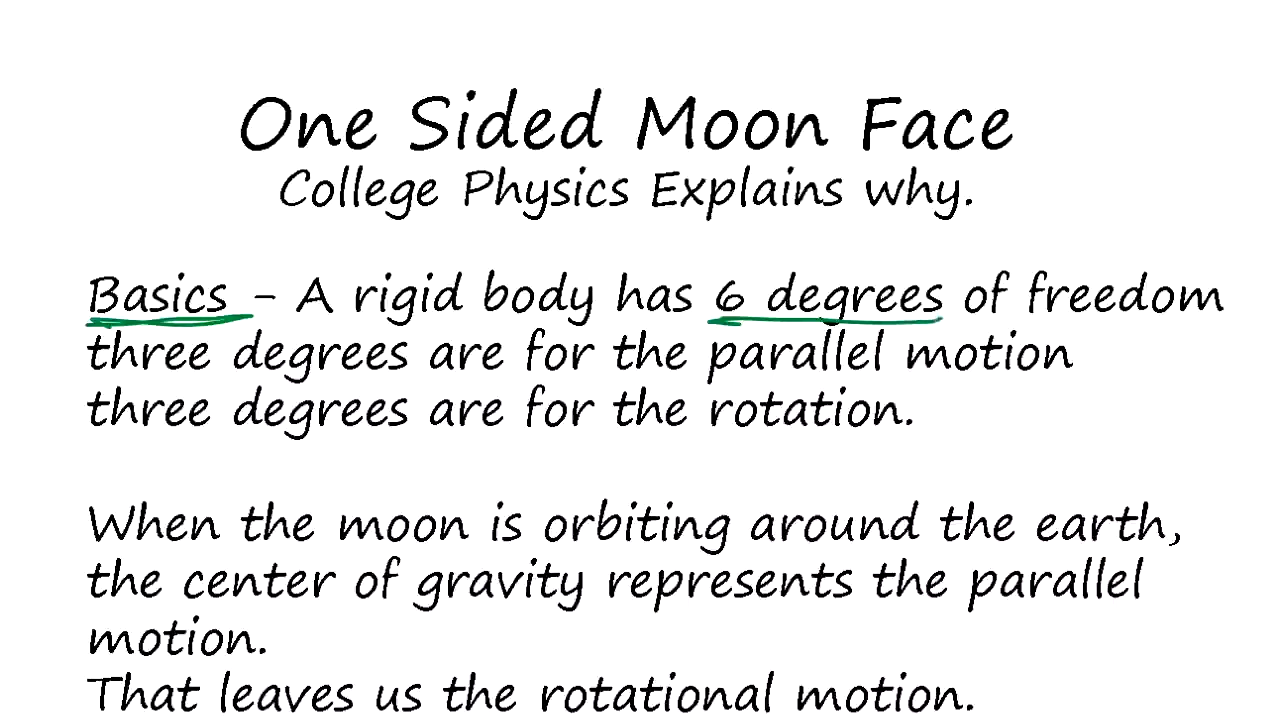 One Sided Moon Face
College Physics Explains why.
Basics - A rigid body has 6 degrees of freedom
three degrees are for the parallel motion
three degrees are for the rotation.
When the moon is orbiting around the earth,
the center of gravity represents the parallel
motion.
That leaves us the rotational motion.